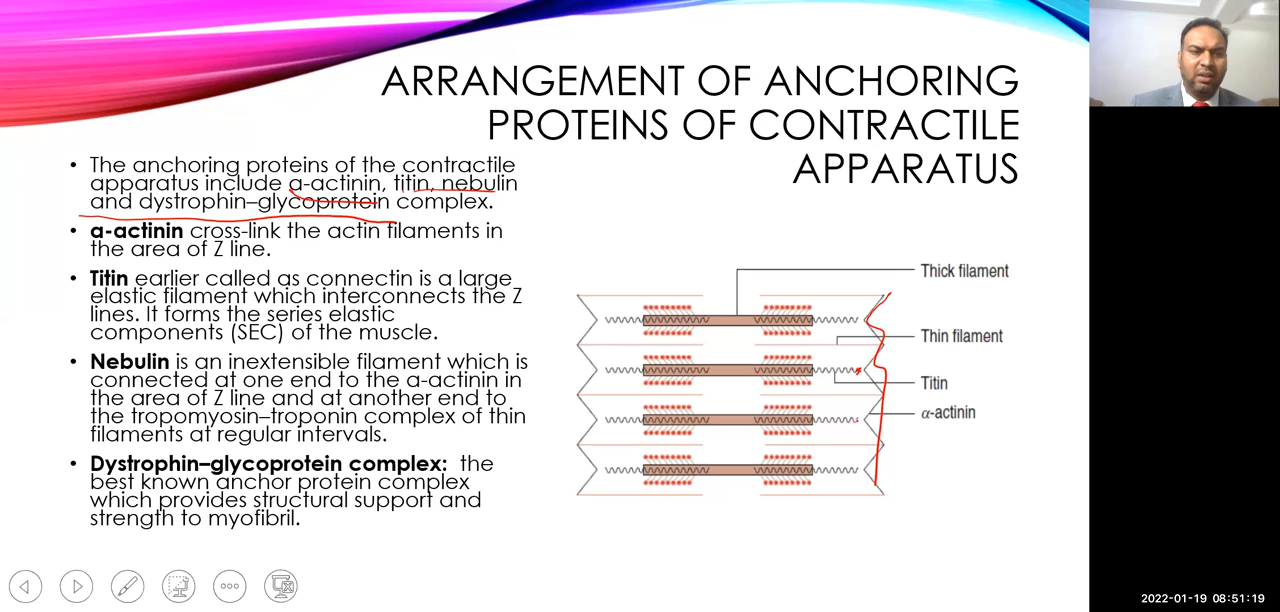 ARRANGEMENT OF ANCHORING
PROTEINS OF CONTRACTILE
APPARATUS
• The anchoring proteins of the contractile
apparatus include α-actinin, titin, nebulin
and dystrophin–glycoprotein complex.
• α-actinin cross-link the actin filaments in
the area of Z line.
• Titin earlier called as connectin is a large
elastic filament which interconnects the Z
lines. It forms the series elastic
components (SEC) of the muscle.
• Nebulin is an inextensible filament which is
connected at one end to the α-actinin in
the area of Z line and at another end to
the tropomyosin–troponin complex of thin
filaments at regular intervals.
• Dystrophin–glycoprotein complex: the
best known anchor protein complex
which provides structural support and
strength to myofibril.
Thick filament
Thin filament
Titin
α-actinin
2022-01-19 08:51:19